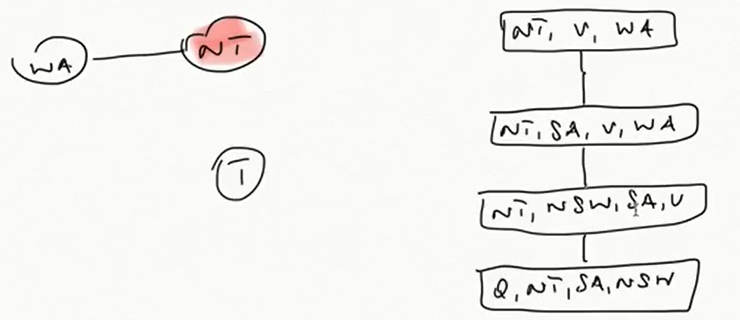 WA
NT
T
NT, V, WA
NT, SA, V, WA
NT, NSW, SA, V
Q, NT, SA, NSW